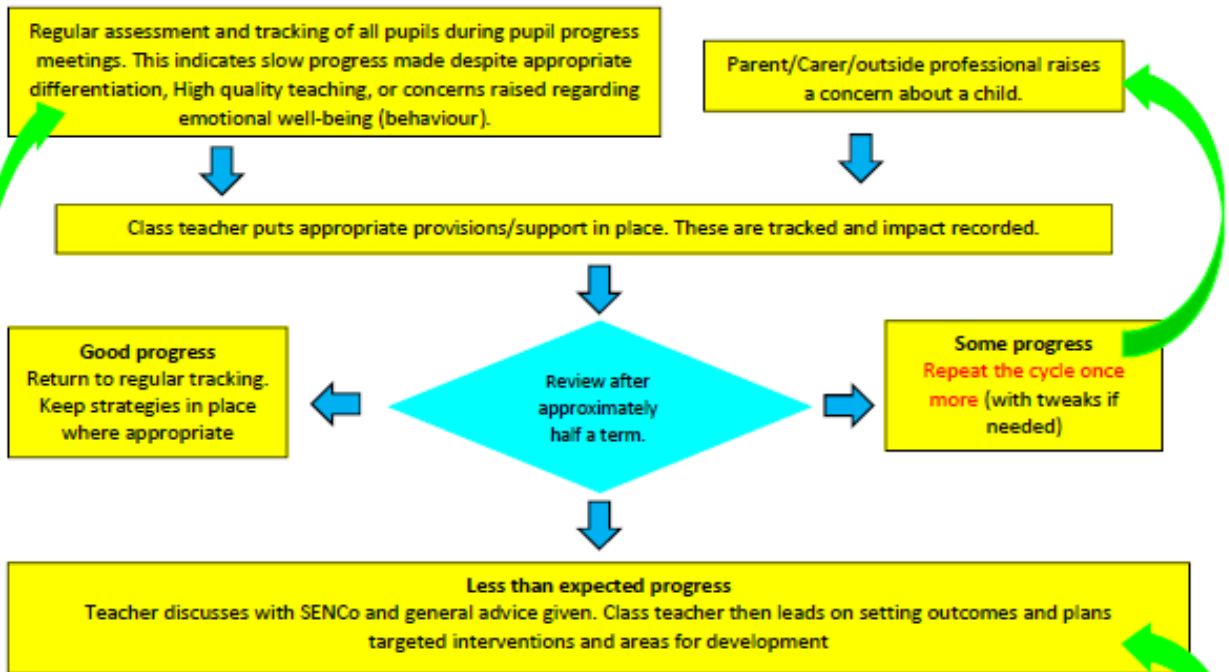 Regular assessment and tracking of all pupils during pupil progress
meetings. This indicates slow progress made despite appropriate
differentiation, High quality teaching, or concerns raised regarding
emotional well-being (behaviour).
Parent/Carer/outside professional raises
a concern about a child.
Class teacher puts appropriate provisions/support in place. These are tracked and impact recorded.
Good progress
Return to regular tracking.
Keep strategies in place
where appropriate
Review after
approximately
half a term.
Some progress
Repeat the cycle once
more (with tweaks if
needed)
Less than expected progress
Teacher discusses with SENCo and general advice given. Class teacher then leads on setting outcomes and plans
targeted interventions and areas for development